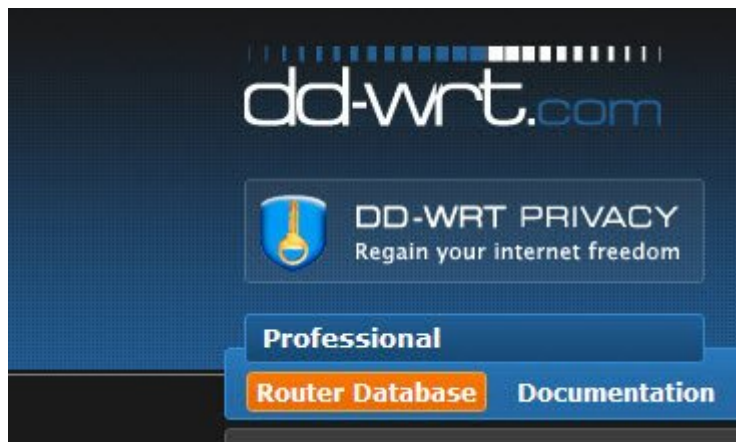 dd-wrt.com
DD-WRT PRIVACY
Regain your internet freedom
Professional
Router Database Documentation